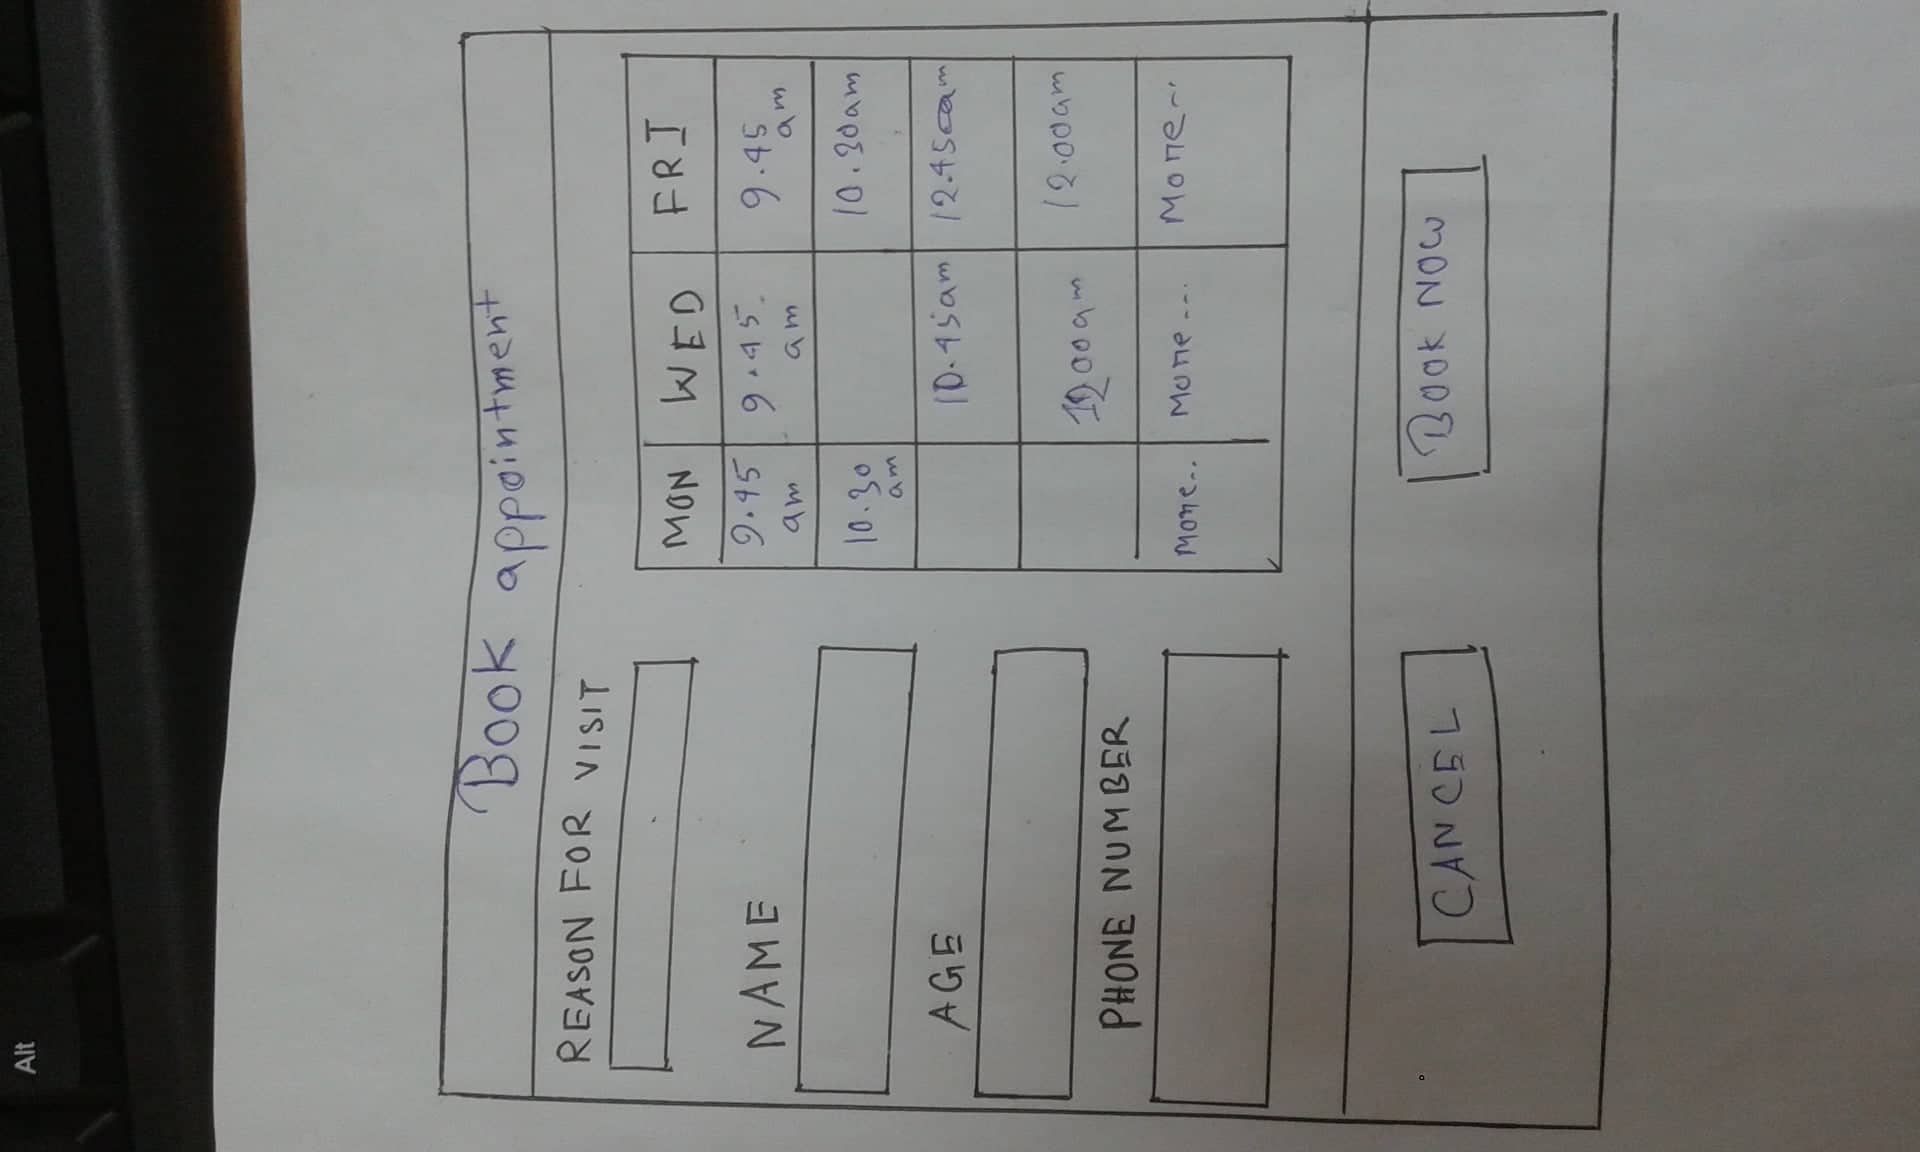 Book appointment
REASON FOR VISIT
NAME
AGE
PHONE NUMBER
MON WED FRI
9.45 am 9.45 am 9.45 am
10.30 am 10.30am
10.45am 12.45am
1200am 12.00am
More.. More... More...
CANCEL BOOK NOW
Alt